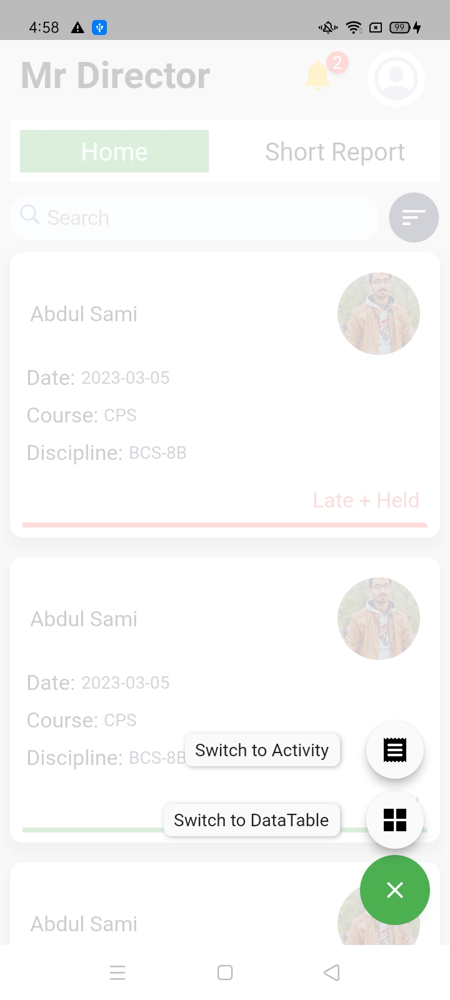 4:58
99
Mr Director
2
Home
Short Report
Search
Abdul Sami
Date: 2023-03-05
Course: CPS
Discipline: BCS-8B
Late + Held
Abdul Sami
Date: 2023-03-05
Course: CPS
Discipline: BCS-8B
Switch to Activity
Switch to DataTable
Abdul Sami